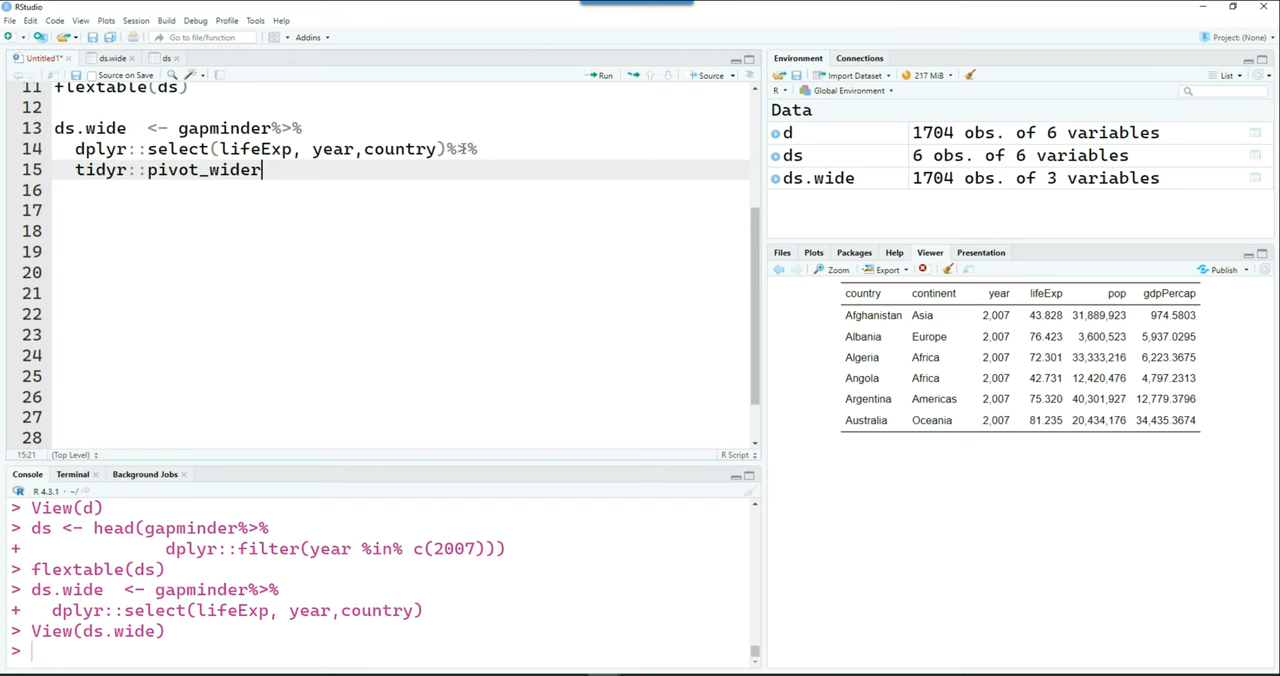 RStudio
File Edit Code View Plots Session Build Debug Profile Tools Help
Go to file/function Addins Project: (None)
Untitled1* ds.wide ds
Source on Save Run Source
11 flextable(ds)
12
13 ds.wide  <- gapminder%>%
14   dplyr::select(lifeExp, year,country)%>%
15   tidyr::pivot_wider
16
17
18
19
20
21
22
23
24
25
26
27
28
15:21 (Top Level) R Script
Console Terminal Background Jobs
R 4.3.1 · ~/
> View(d)
> ds <- head(gapminder%>%
+              dplyr::filter(year %in% c(2007)))
> flextable(ds)
> ds.wide  <- gapminder%>%
+   dplyr::select(lifeExp, year,country)
> View(ds.wide)
>
Environment Connections
Import Dataset 217 MiB List
R Global Environment
Data
d 1704 obs. of 6 variables
ds 6 obs. of 6 variables
ds.wide 1704 obs. of 3 variables
Files Plots Packages Help Viewer Presentation
Zoom Export Publish
country continent year lifeExp pop gdpPercap
Afghanistan Asia 2,007 43.828 31,889,923 974.5803
Albania Europe 2,007 76.423 3,600,523 5,937.0295
Algeria Africa 2,007 72.301 33,333,216 6,223.3675
Angola Africa 2,007 42.731 12,420,476 4,797.2313
Argentina Americas 2,007 75.320 40,301,927 12,779.3796
Australia Oceania 2,007 81.235 20,434,176 34,435.3674